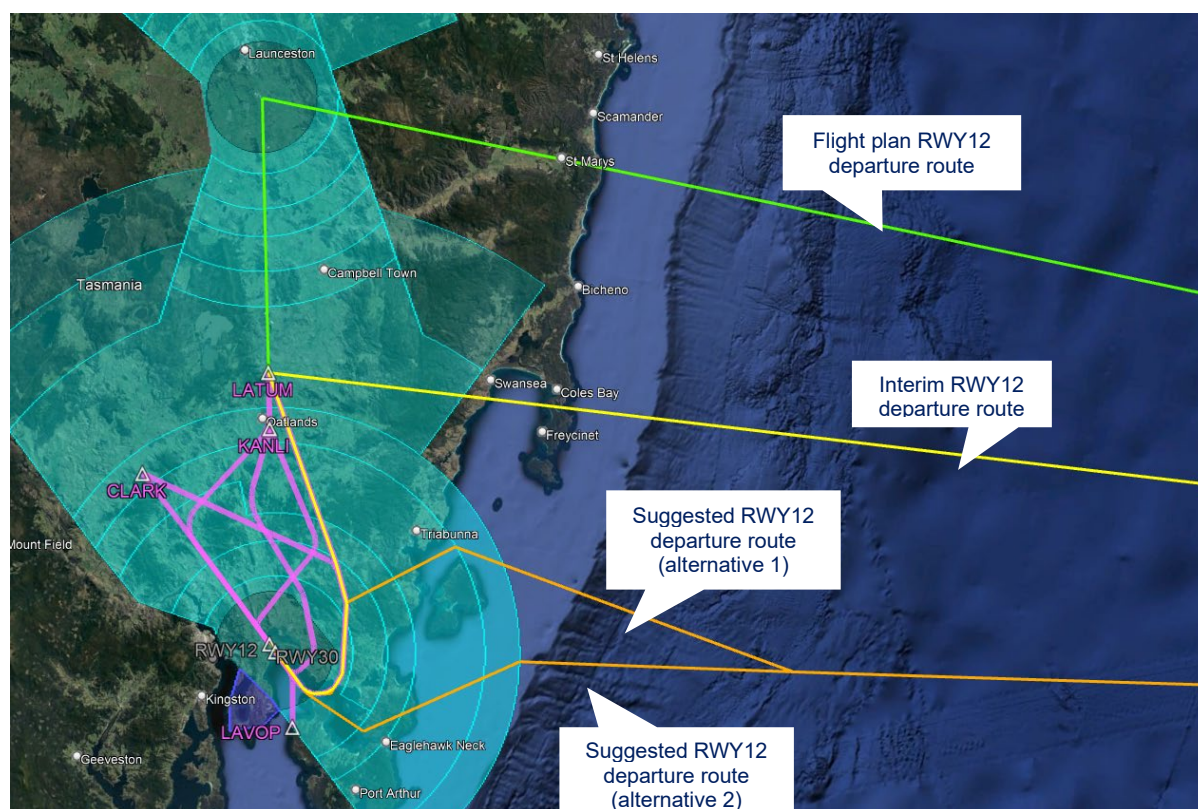 Launceston
St Helens
Scamander
Flight plan RWY12
departure route
St Marys
Campbell Town
Tasmania
Bicheno
LATUM
Swansea
Coles Bay
Interim RWY12
departure route
Oatlands
KANLI
Freycinet
CLARK
Suggested RWY12
departure route
(alternative 1)
Triabunna
Mount Field
RWY12
RWY30
Kingston
LAVOP
Eaglehawk Neck
Geeveston
Suggested RWY12
departure route
(alternative 2)
Port Arthur